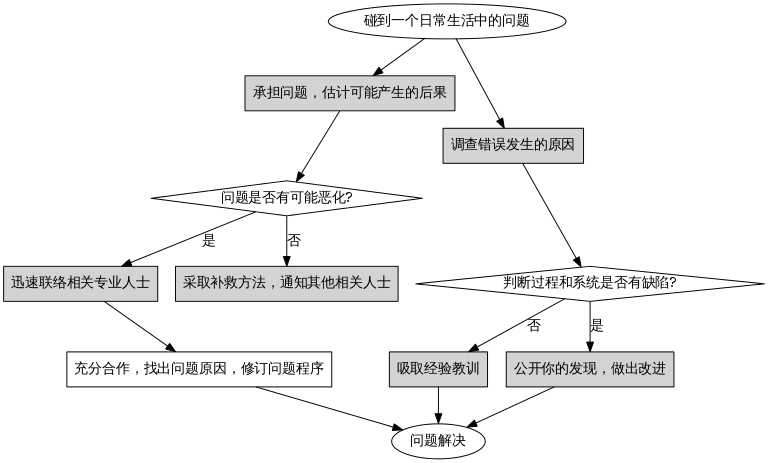 碰到一个日常生活中的问题
承担问题，估计可能产生的后果
调查错误发生的原因
问题是否有可能恶化?
是
否
迅速联络相关专业人士
采取补救方法，通知其他相关人士
判断过程和系统是否有缺陷?
否
是
充分合作，找出问题原因，修订问题程序
吸取经验教训
公开你的发现，做出改进
问题解决